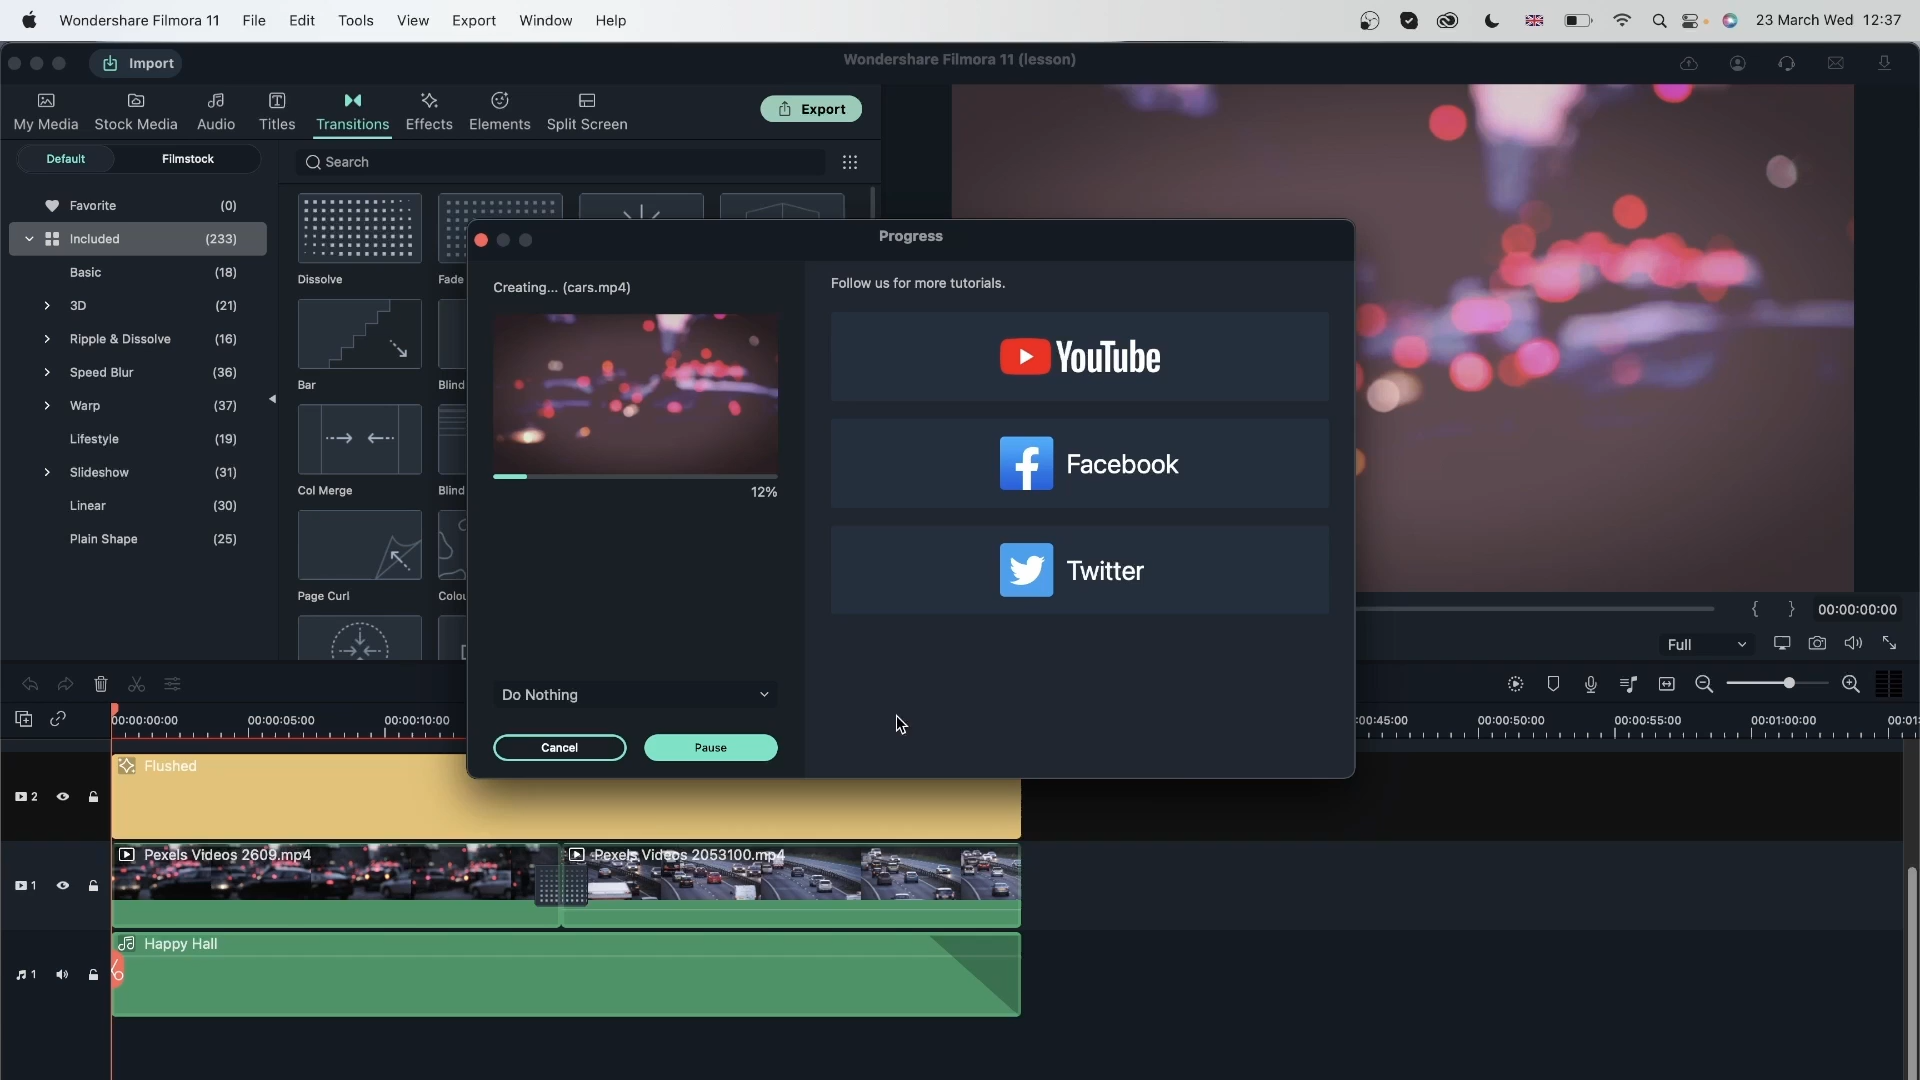 Wondershare Filmora 11 File Edit Tools View Export Window Help 23 March Wed 12:37
Import Wondershare Filmora 11 (lesson)
My Media Stock Media Audio Titles Transitions Effects Elements Split Screen Export
Default Filmstock Search
Favorite (0)
Included (233)
Basic (18)
3D (21)
Ripple & Dissolve (16)
Speed Blur (36)
Warp (37)
Lifestyle (19)
Slideshow (31)
Linear (30)
Plain Shape (25)
Dissolve Fade
Bar Blind
Col Merge Blind
Page Curl Colou
Progress
Creating... (cars.mp4)
12%
Do Nothing
Cancel Pause
Follow us for more tutorials.
YouTube
Facebook
Twitter
{ } 00:00:00:00
Full
00:00:00:00 00:00:05:00 00:00:10:00 :00:45:00 00:00:50:00 00:00:55:00 00:01:00:00 00:01:
2 Flushed
1 Pexels Videos 2609.mp4 Pexels Videos 2053100.mp4
1 Happy Hall